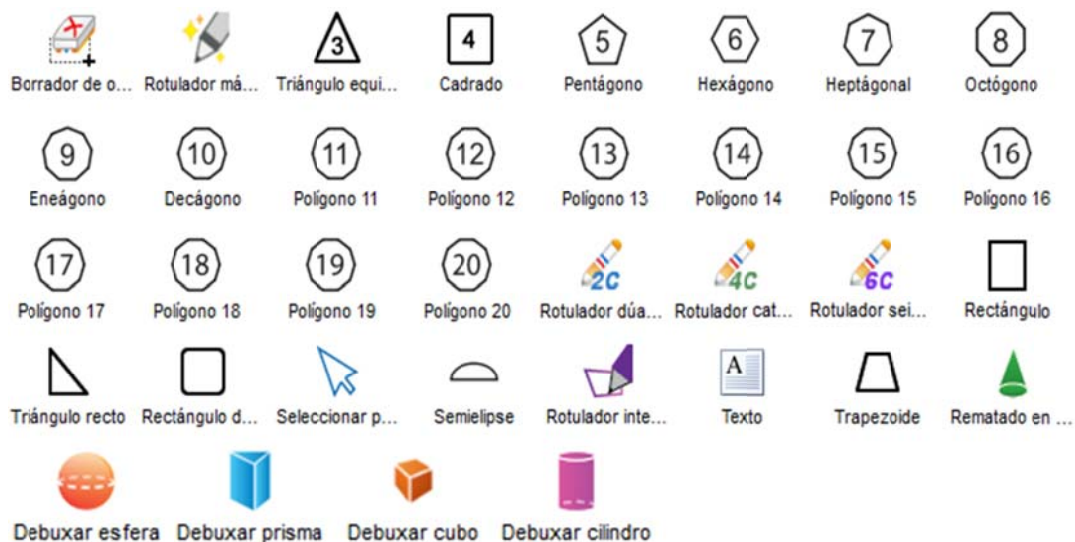 3 4 5 6 7 8
Borrador de o... Rotulador má... Triángulo equi... Cadrado Pentágono Hexágono Heptágonal Octógono
9 10 11 12 13 14 15 16
Eneágono Decágono Polígono 11 Polígono 12 Polígono 13 Polígono 14 Polígono 15 Polígono 16
17 18 19 20 2C 4C 6C
Polígono 17 Polígono 18 Polígono 19 Polígono 20 Rotulador dúa... Rotulador cat... Rotulador sei... Rectángulo
A
Triángulo recto Rectángulo d... Seleccionar p... Semielipse Rotulador inte... Texto Trapezoide Rematado en ...
Debuxar esfera Debuxar prisma Debuxar cubo Debuxar cilindro